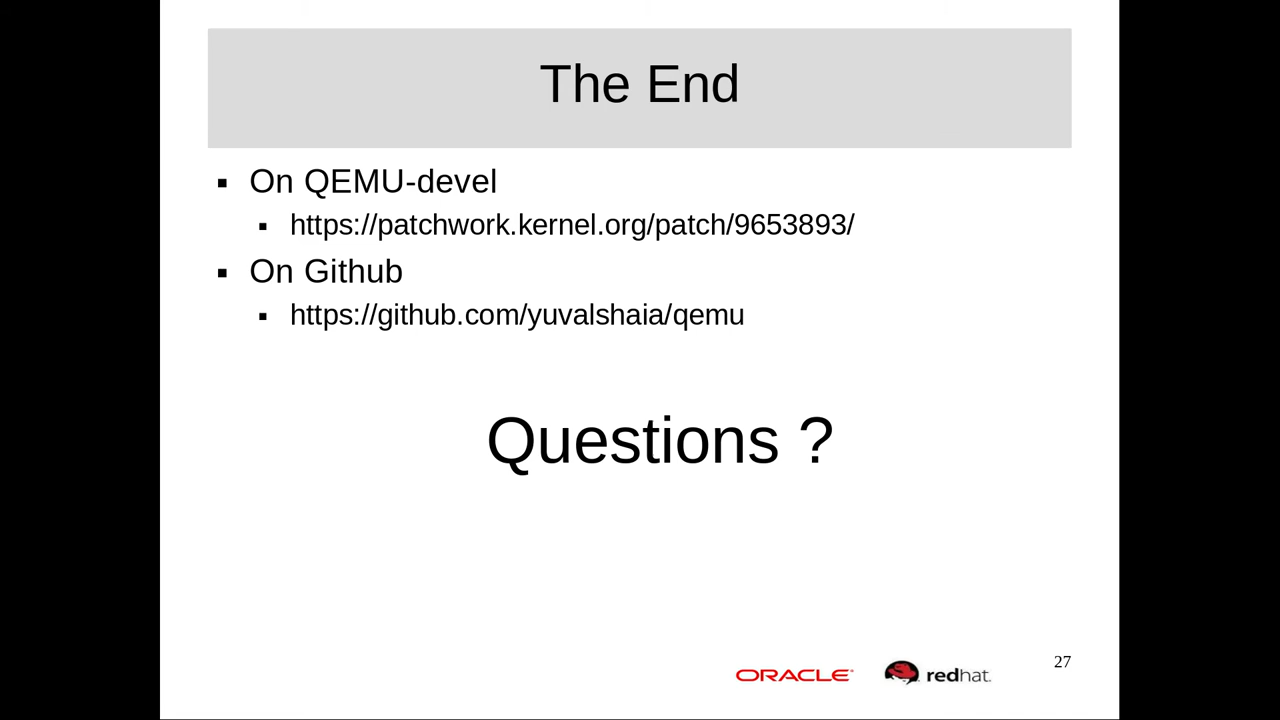 The End
On QEMU-devel
https://patchwork.kernel.org/patch/9653893/
On Github
https://github.com/yuvalshaia/qemu
Questions ?
ORACLE
redhat.
27